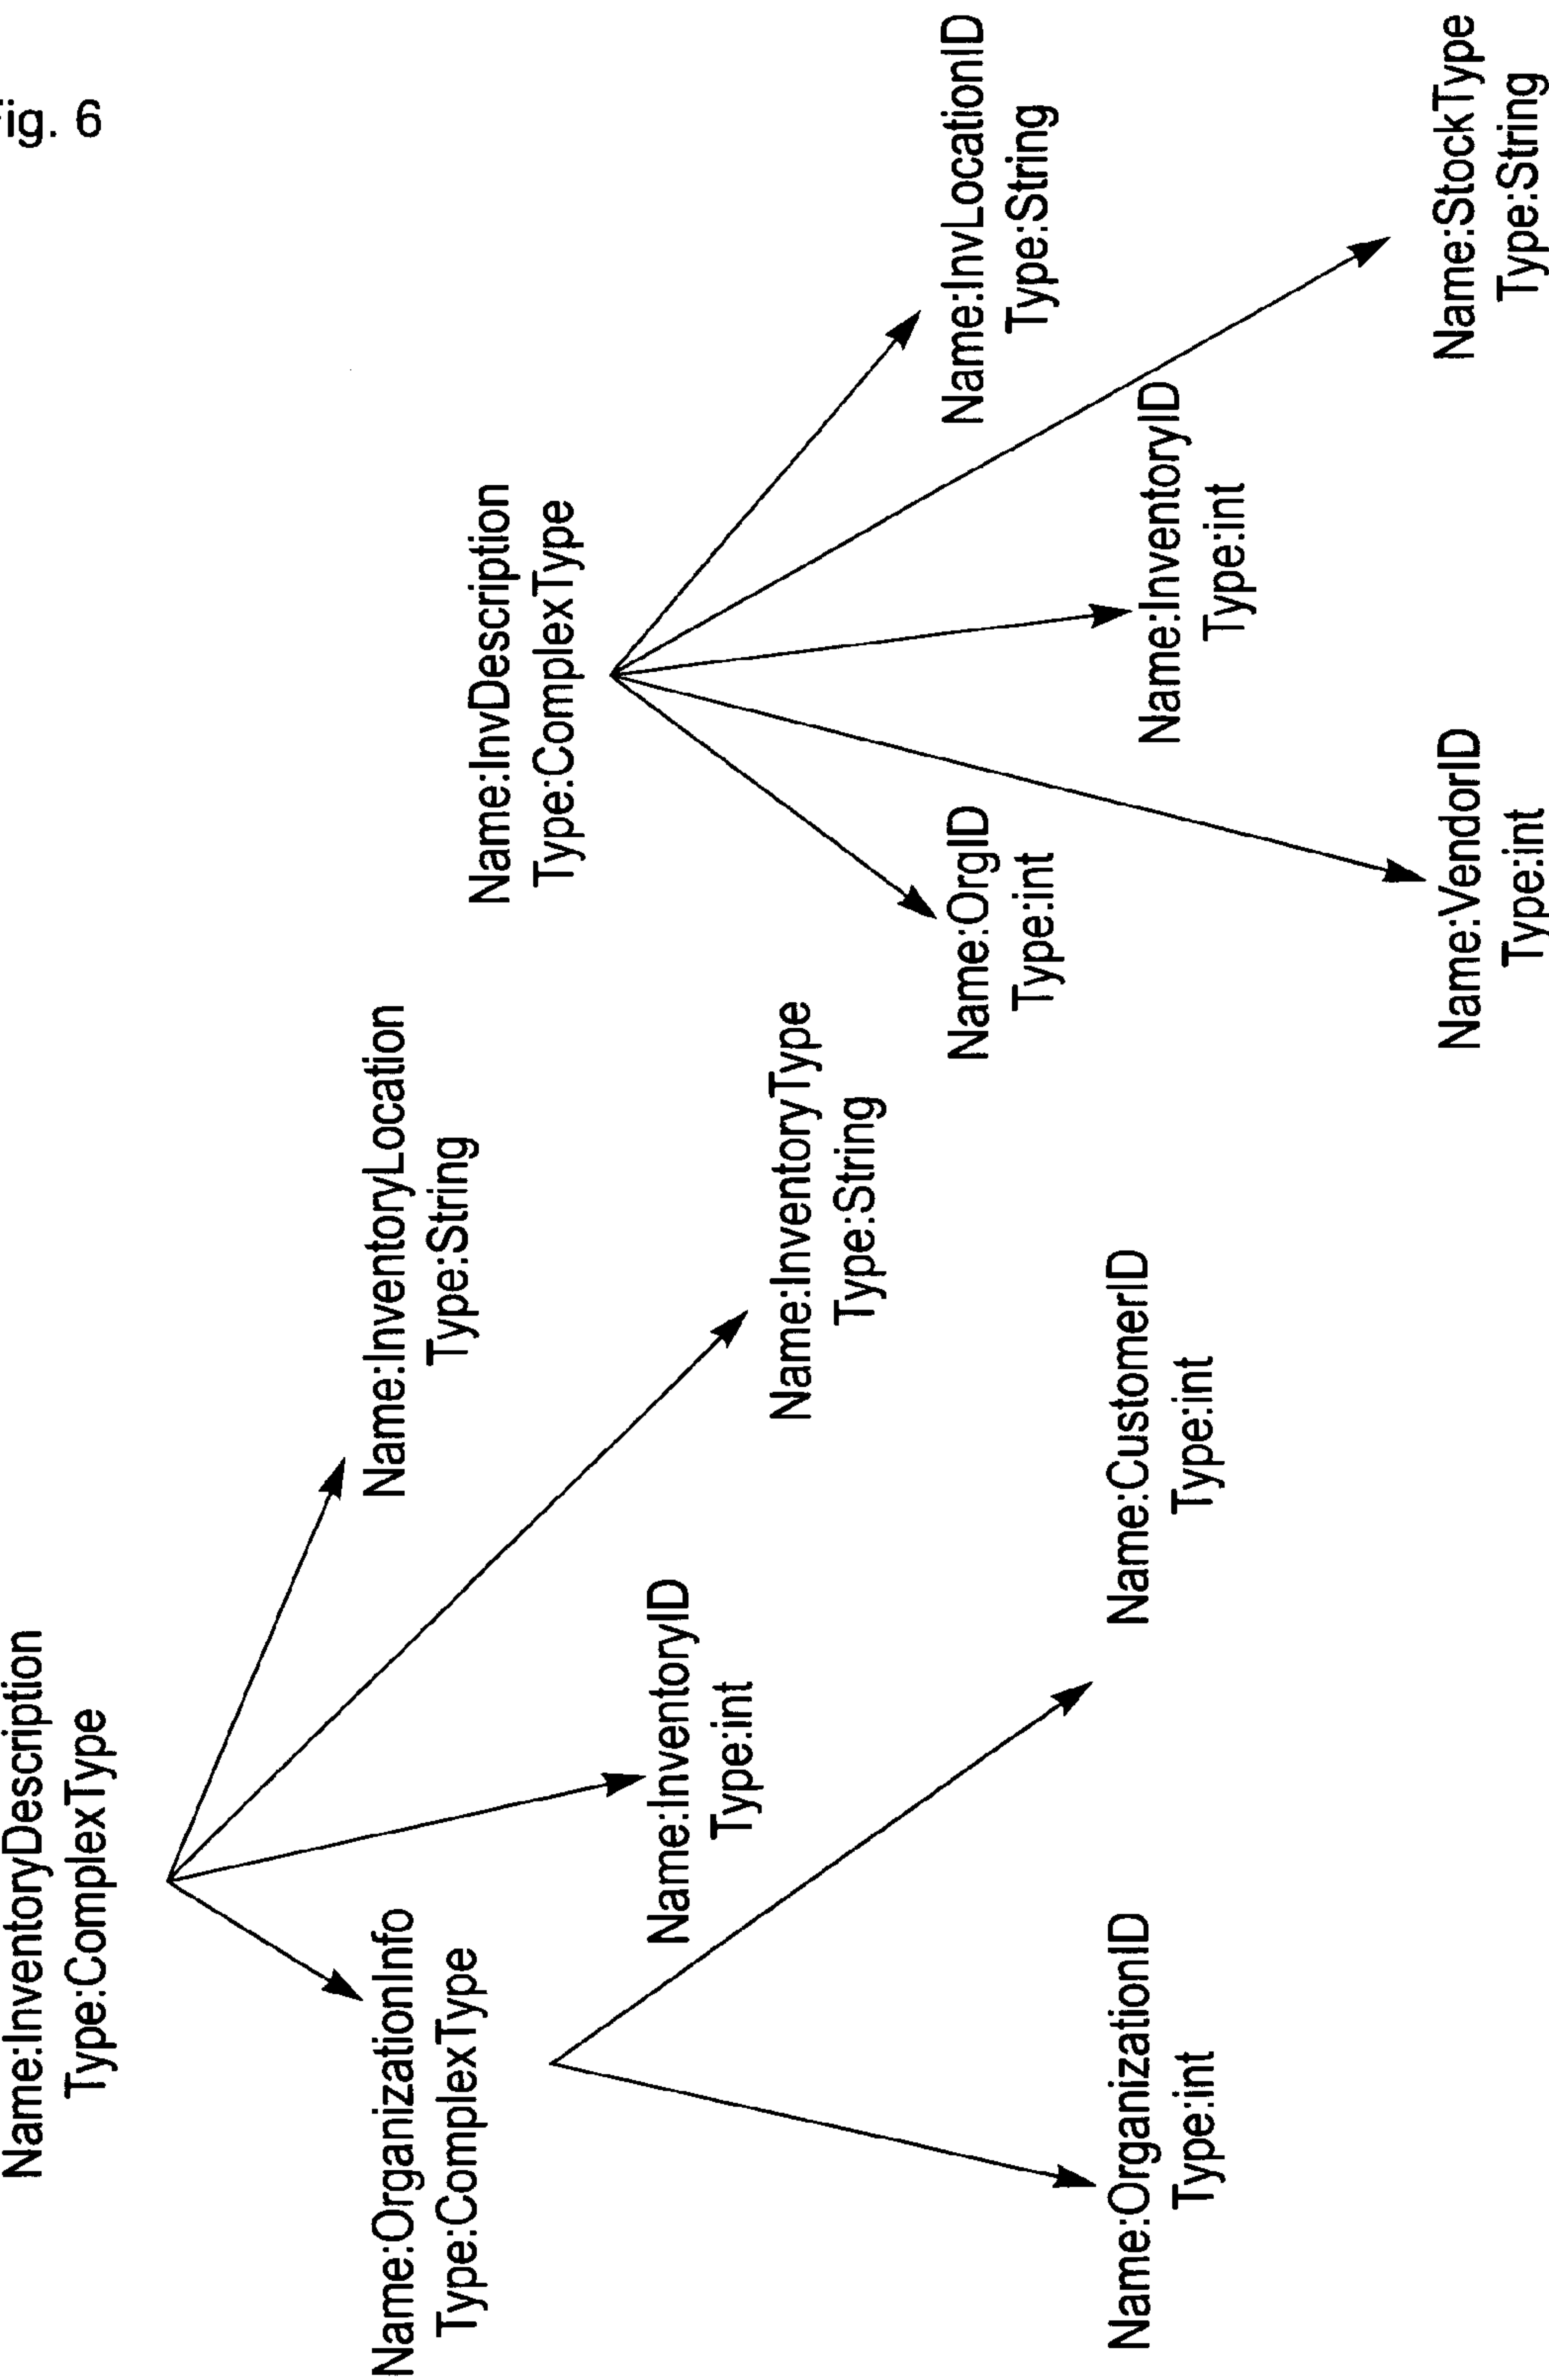 Fig. 6
Name:InventoryDescription
Type:ComplexType
Name:OrganizationInfo
Type:ComplexType
Name:InventoryLocation
Type:String
Name:InventoryID
Type:int
Name:InventoryType
Type:String
Name:OrganizationID
Type:int
Name:CustomerID
Type:int
Name:InvDescription
Type:ComplexType
Name:OrgID
Type:int
Name:InvLocationID
Type:String
Name:InventoryID
Type:int
Name:VendorID
Type:int
Name:StockType
Type:String